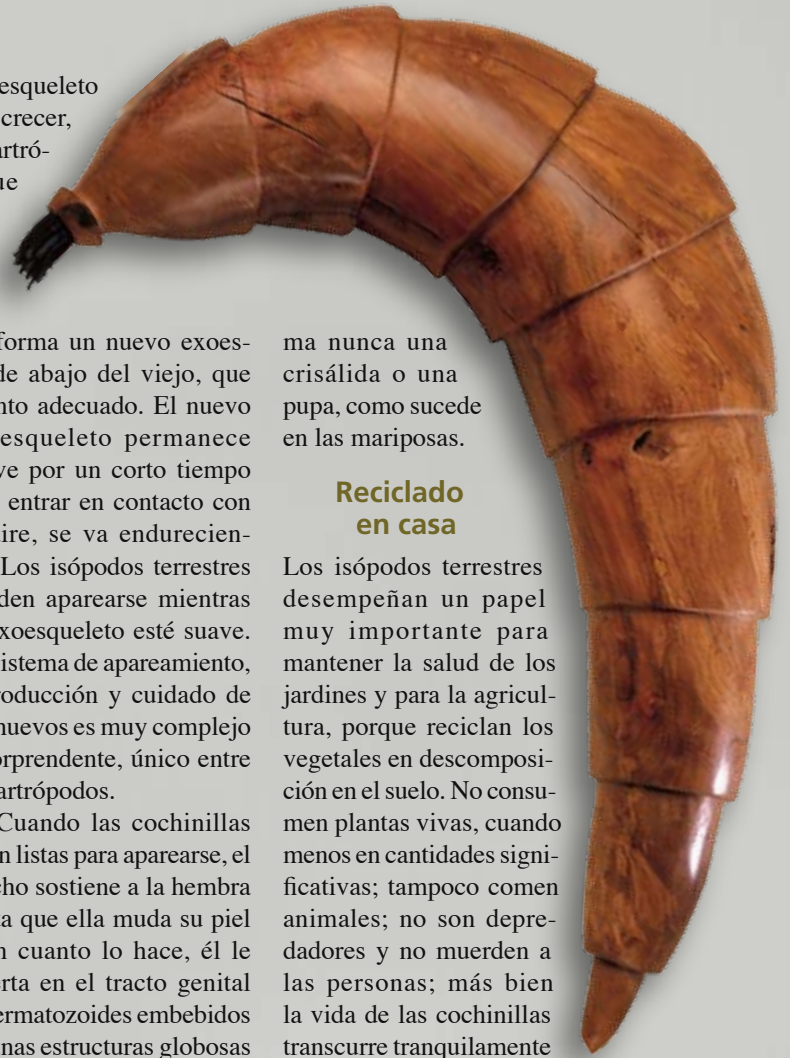 esqueleto
crecer,
artró-
ue
forma un nuevo exoes-
de abajo del viejo, que
nto adecuado. El nuevo
esqueleto permanece
ve por un corto tiempo
entrar en contacto con
ire, se va endurecien-
Los isópodos terrestres
den aparearse mientras
xoesqueleto esté suave.
istema de apareamiento,
roducción y cuidado de
huevos es muy complejo
orprendente, único entre
artrópodos.
Cuando las cochinillas
n listas para aparearse, el
cho sostiene a la hembra
ta que ella muda su piel
n cuanto lo hace, él le
erta en el tracto genital
ermatozoides embebidos
nas estructuras globosas
ma nunca una
crisálida o una
pupa, como sucede
en las mariposas.
Reciclado
en casa
Los isópodos terrestres
desempeñan un papel
muy importante para
mantener la salud de los
jardines y para la agricul-
tura, porque reciclan los
vegetales en descomposi-
ción en el suelo. No consu-
men plantas vivas, cuando
menos en cantidades signi-
ficativas; tampoco comen
animales; no son depre-
dadores y no muerden a
las personas; más bien
la vida de las cochinillas
transcurre tranquilamente